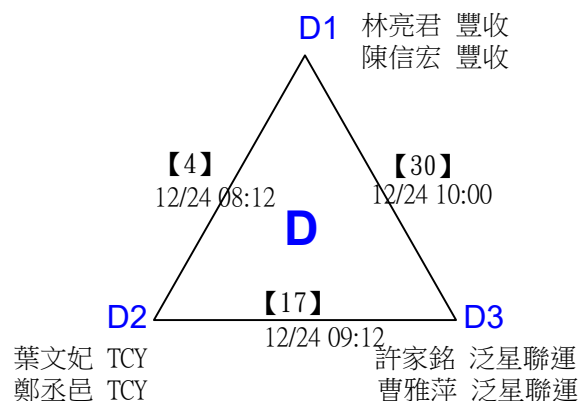 D1 林亮君 豐收
陳信宏 豐收
【4】
12/24 08:12
【30】
12/24 10:00
D
D2
【17】
D3
12/24 09:12
葉文妃 TCY
鄭丞邑 TCY
許家銘 泛星聯運
曹雅萍 泛星聯運